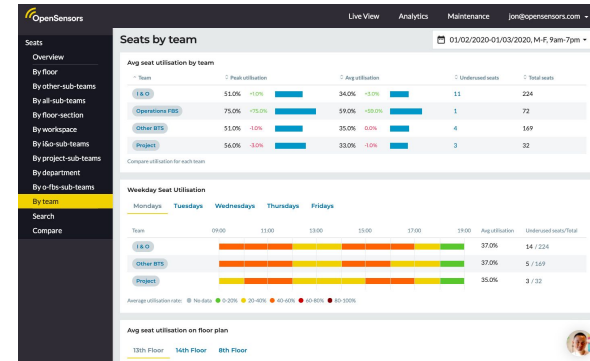 OpenSensors
Live View Analytics Maintenance jon@opensensors.com
Seats
Overview
By floor
By other-sub-teams
By all-sub-teams
By floor-section
By workspace
By i&o-sub-teams
By project-sub-teams
By department
By o-fbs-sub-teams
By team
Search
Compare
Seats by team
01/02/2020-01/03/2020, M-F, 9am-7pm
Avg seat utilisation by team
Team Peak utilisation Avg utilisation Underused seats Total seats
I & O 51.0% +1.0% 34.0% +3.0% 11 224
Operations FBS 75.0% +75.0% 59.0% +59.0% 1 72
Other BTS 51.0% -1.0% 35.0% 0.0% 4 169
Project 56.0% -3.0% 33.0% -1.0% 3 32
Compare utilisation for each team
Weekday Seat Utilisation
Mondays Tuesdays Wednesdays Thursdays Fridays
Team 09:00 11:00 13:00 15:00 17:00 19:00 Avg utilisation Underused seats/Total
I & O 37.0% 14 / 224
Other BTS 37.0% 5 / 169
Project 35.0% 3 / 32
Average utilisation rate: No data 0-20% 20-40% 40-60% 60-80% 80-100%
Avg seat utilisation on floor plan
13th Floor 14th Floor 8th Floor